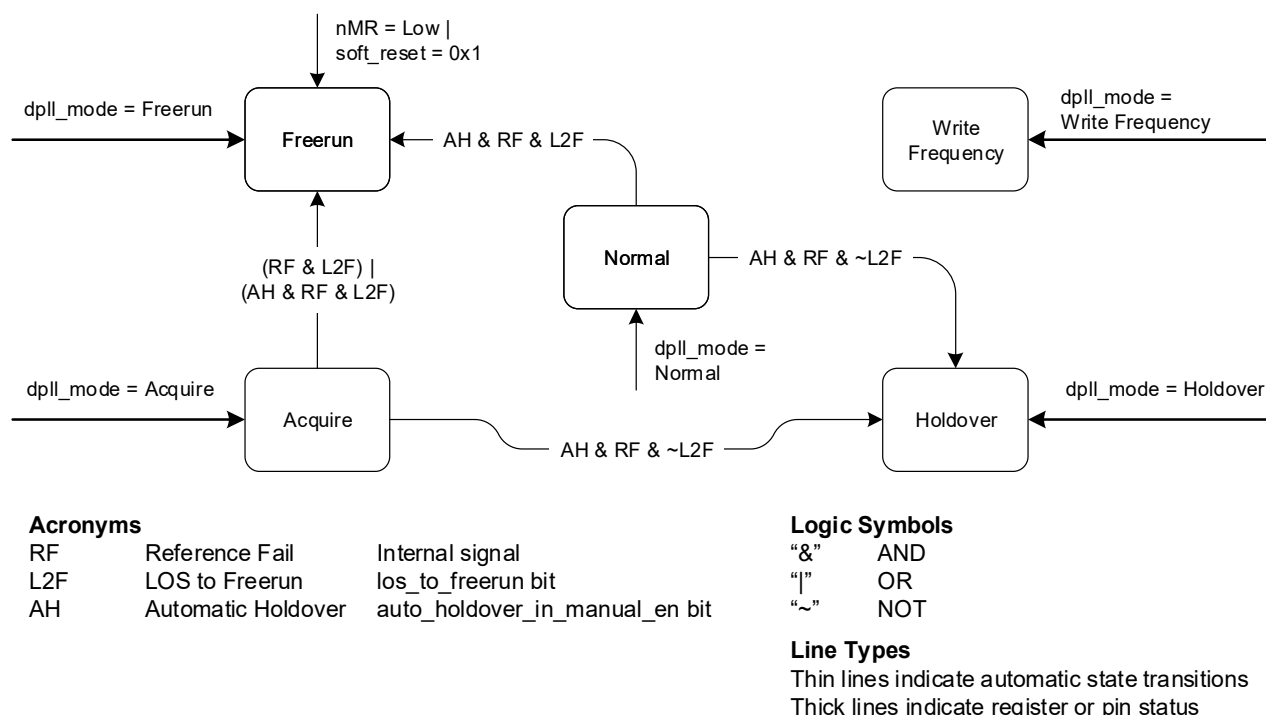 nMR = Low |
soft_reset = 0x1
dpll_mode = Freerun
Freerun
AH & RF & L2F
Write
Frequency
dpll_mode =
Write Frequency
(RF & L2F) |
(AH & RF & L2F)
Normal
AH & RF & ~L2F
dpll_mode =
Normal
dpll_mode = Acquire
Acquire
AH & RF & ~L2F
Holdover
dpll_mode = Holdover
Acronyms
RF Reference Fail Internal signal
L2F LOS to Freerun los_to_freerun bit
AH Automatic Holdover auto_holdover_in_manual_en bit
Logic Symbols
“&” AND
“|” OR
“~” NOT
Line Types
Thin lines indicate automatic state transitions
Thick lines indicate register or pin status